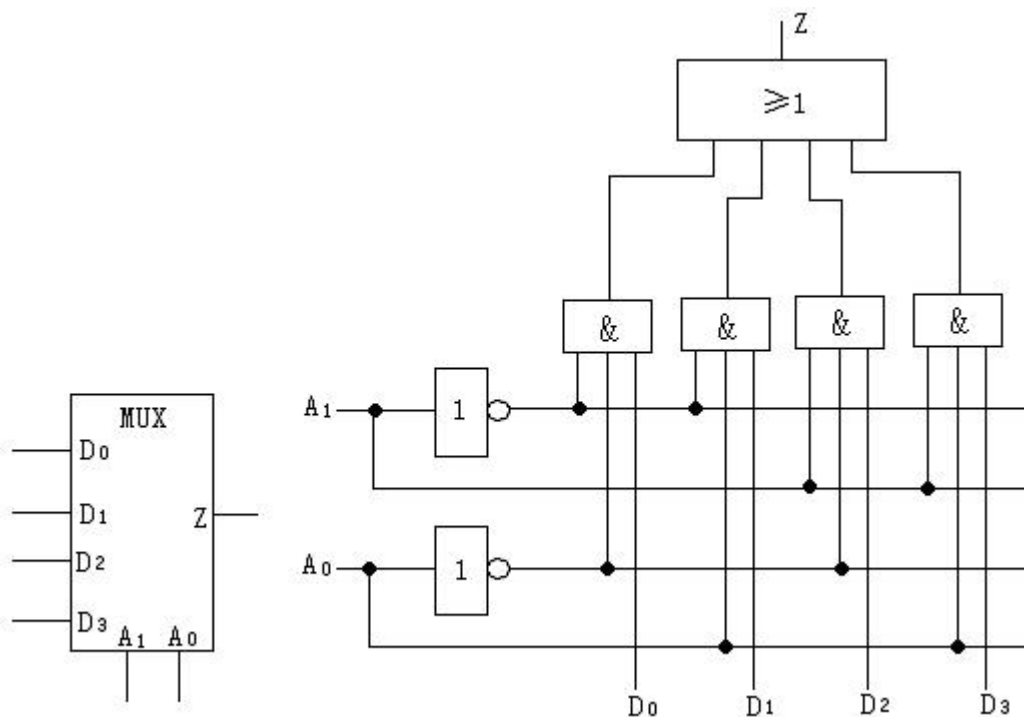 Z
≥1
& & & &
A1 1
MUX
D0
D1
Z
D2
D3
A1 A0
A0 1
D0 D1 D2 D3